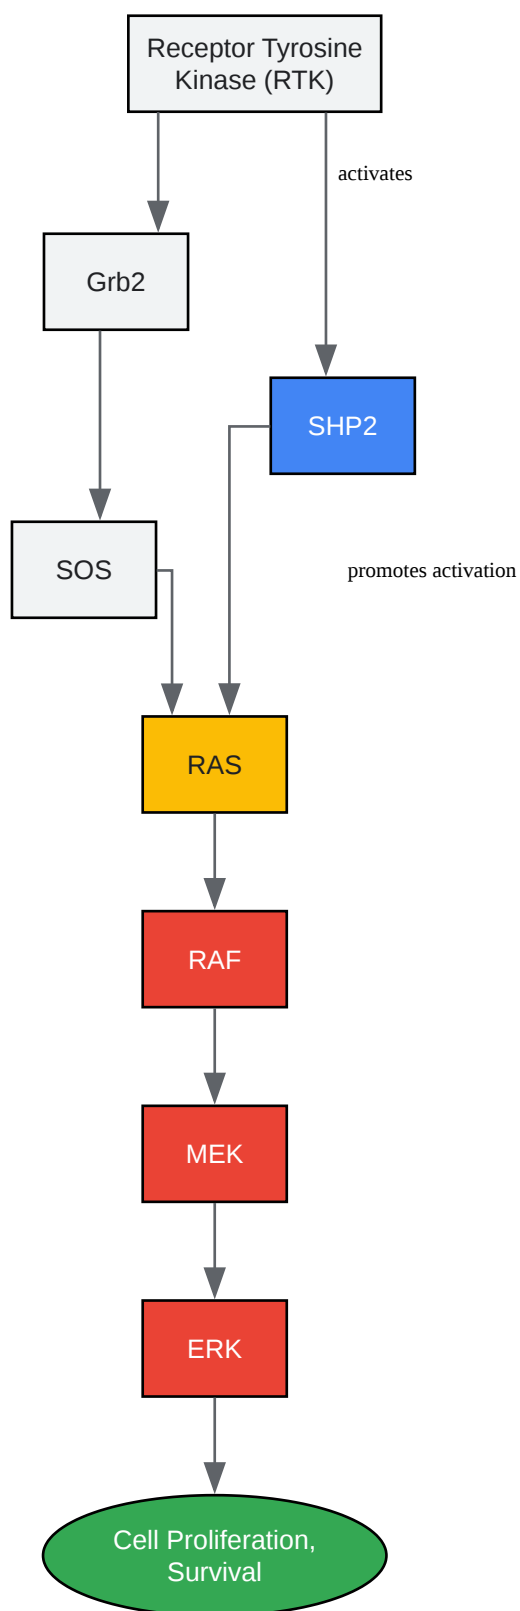 Receptor Tyrosine
Kinase (RTK)
activates
Grb2
SHP2
SOS
promotes activation
RAS
RAF
MEK
ERK
Cell Proliferation,
Survival